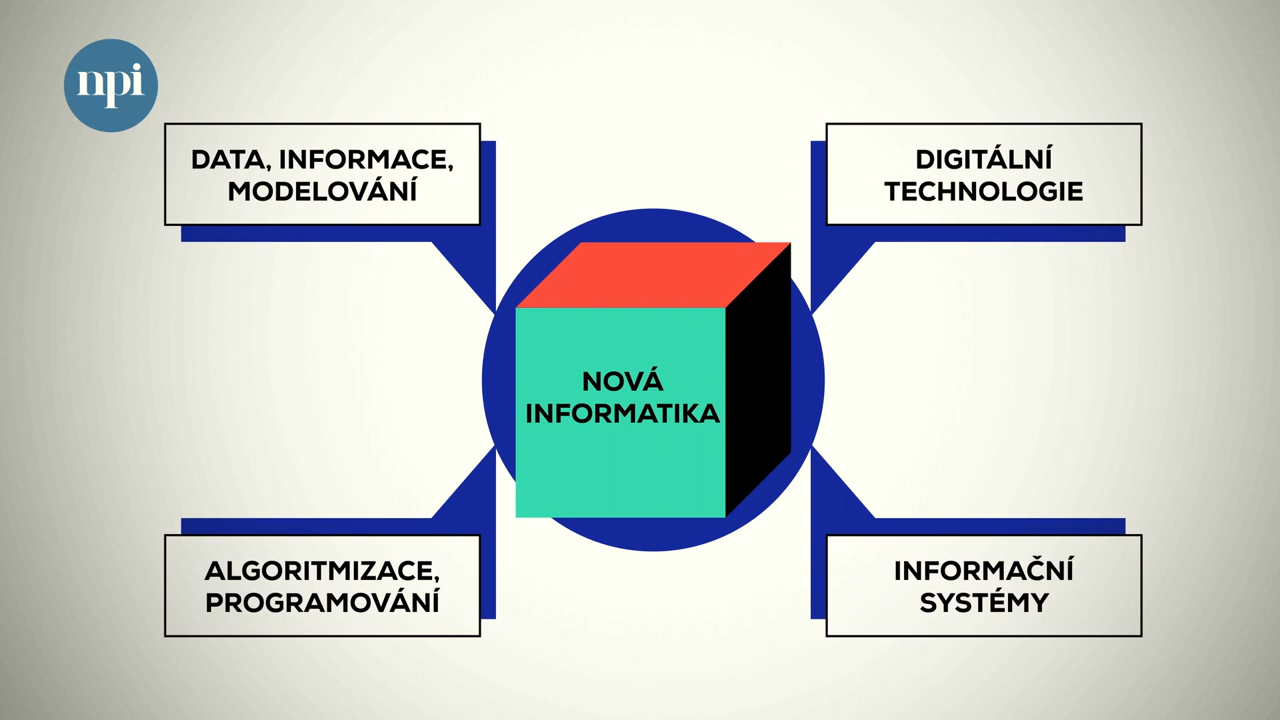 npi
DATA, INFORMACE,
MODELOVÁNÍ
DIGITÁLNÍ
TECHNOLOGIE
NOVÁ
INFORMATIKA
ALGORITMIZACE,
PROGRAMOVÁNÍ
INFORMAČNÍ
SYSTÉMY